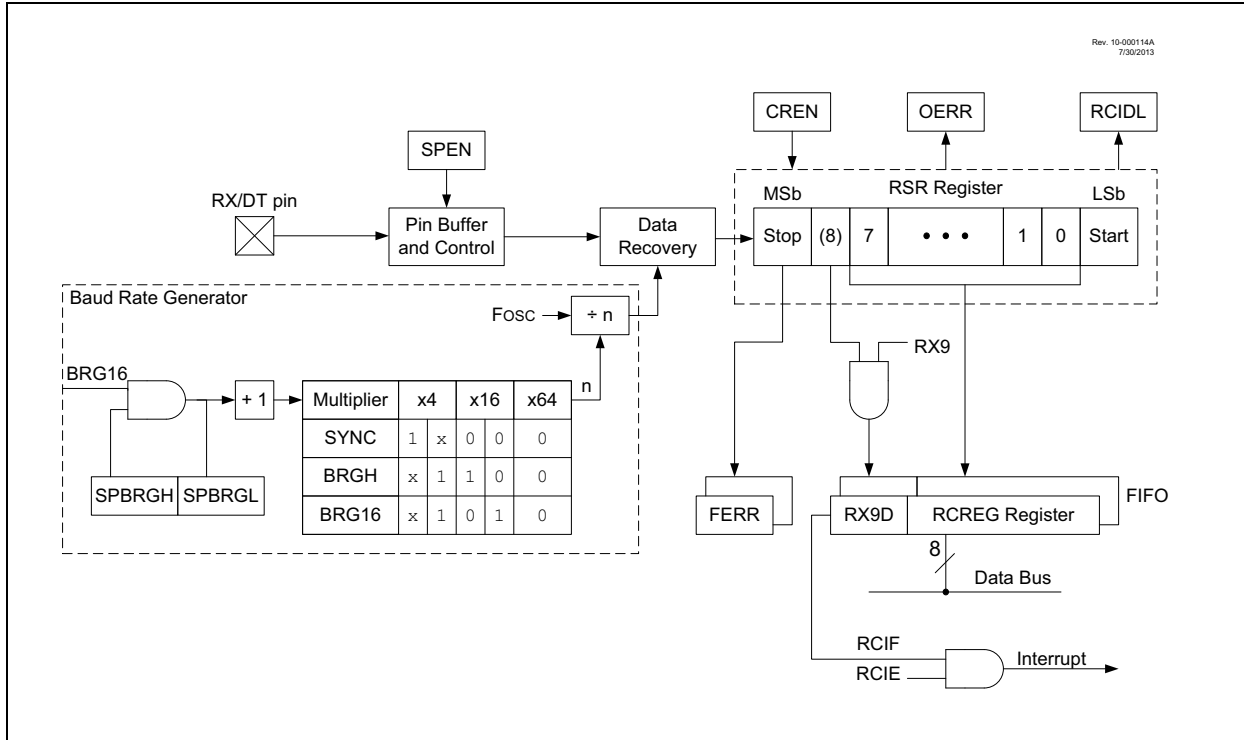 Rev. 10-000114A
7/30/2013
CREN
OERR
RCIDL
SPEN
RSR Register
MSb
LSb
RX/DT pin
Pin Buffer
and Control
Data
Recovery
Stop (8) 7 • • • 1 0 Start
Baud Rate Generator
FOSC
÷ n
RX9
BRG16
n
+ 1
Multiplier x4 x16 x64
SYNC 1 x 0 0 0
BRGH x 1 1 0 0
BRG16 x 1 0 1 0
SPBRGH SPBRGL
FERR
RX9D RCREG Register
FIFO
8
Data Bus
RCIF
RCIE
Interrupt